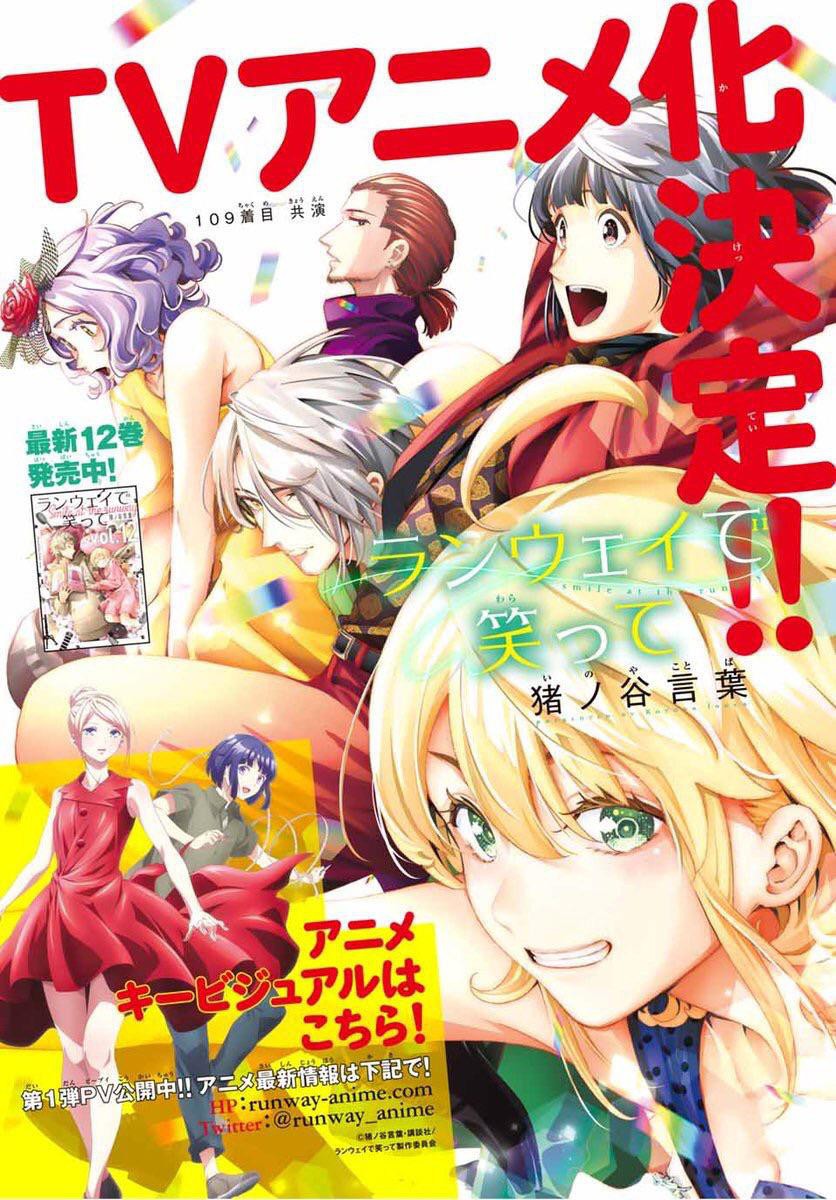 TVアニメ化
決定!!
109着目 共演
最新12巻
発売中!
ランウェイで
笑って
smile at the runway
vol.12
ランウェイで
smile at the runway
笑って
猪ノ谷言葉
アニメ
キービジュアルは
こちら!
第1弾PV公開中!! アニメ最新情報は下記で!
HP:runway-anime.com
Twitter:@runway_anime
©猪ノ谷言葉・講談社/
ランウェイで笑って製作委員会